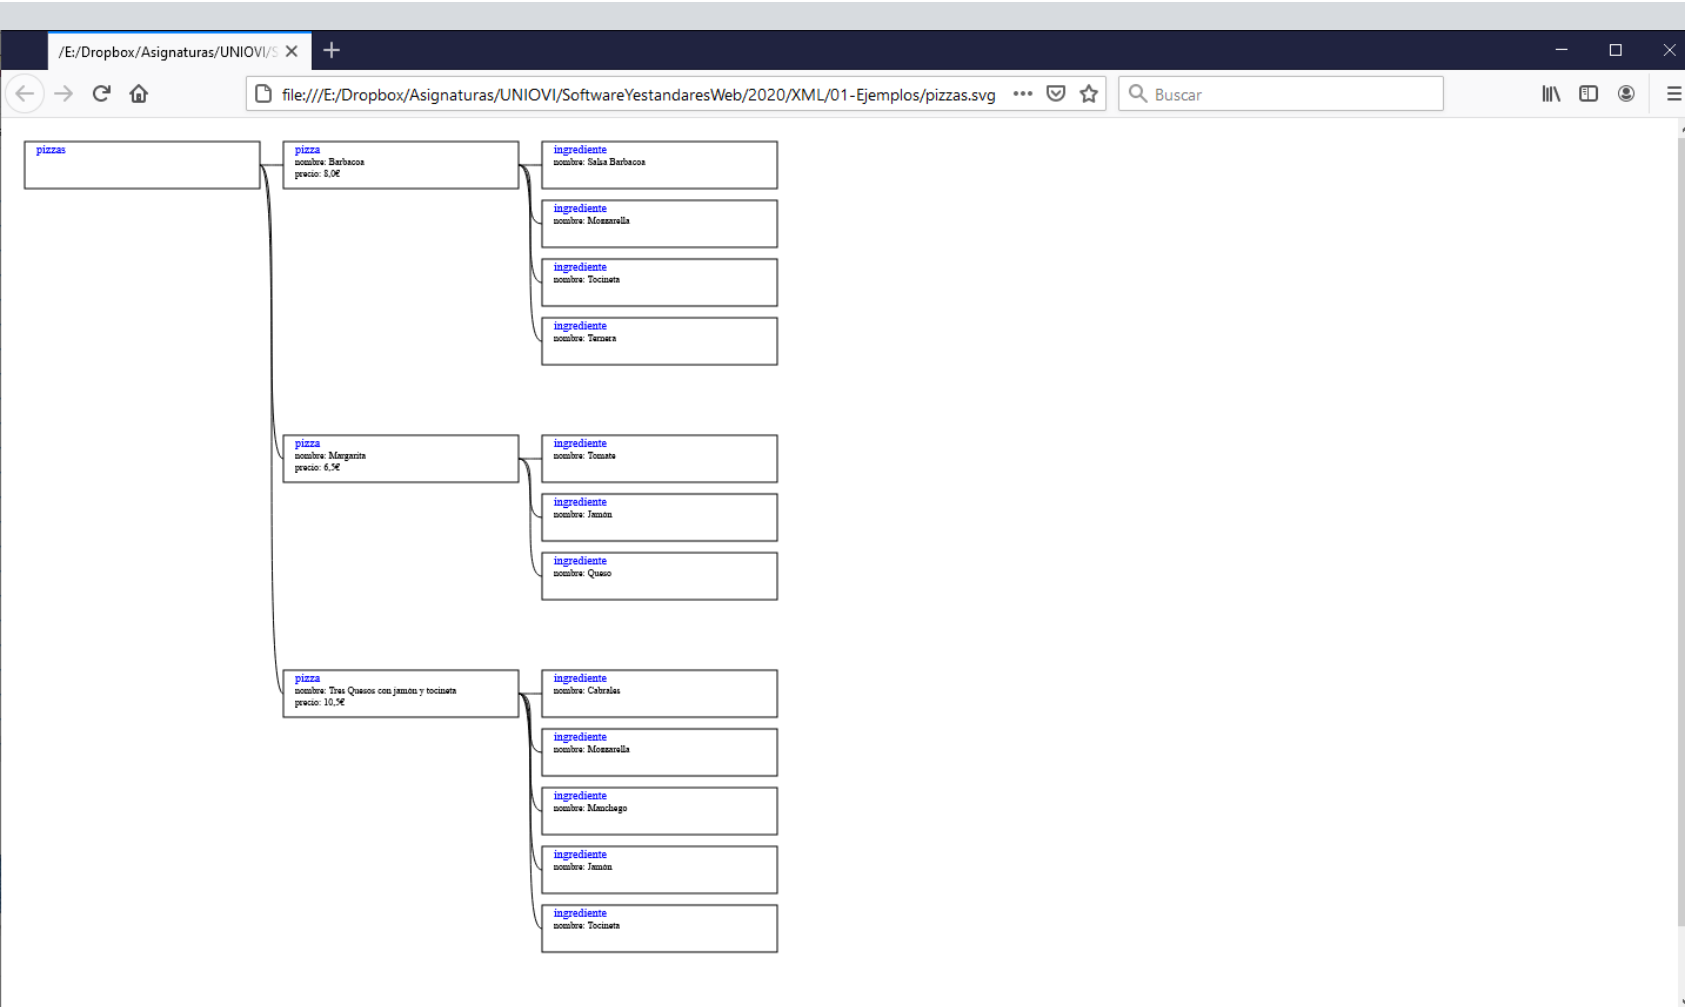 /E:/Dropbox/Asignaturas/UNIOVI/S
file:///E:/Dropbox/Asignaturas/UNIOVI/SoftwareYestandaresWeb/2020/XML/01-Ejemplos/pizzas.svg
Buscar
pizzas
pizza
nombre: Barbacoa
precio: 8,0€
ingrediente
nombre: Salsa Barbacoa
ingrediente
nombre: Mozzarella
ingrediente
nombre: Tocineta
ingrediente
nombre: Ternera
pizza
nombre: Margarita
precio: 6,5€
ingrediente
nombre: Tomate
ingrediente
nombre: Jamón
ingrediente
nombre: Queso
pizza
nombre: Tres Quesos con jamón y tocineta
precio: 10,5€
ingrediente
nombre: Cabrales
ingrediente
nombre: Mozzarella
ingrediente
nombre: Manchego
ingrediente
nombre: Jamón
ingrediente
nombre: Tocineta